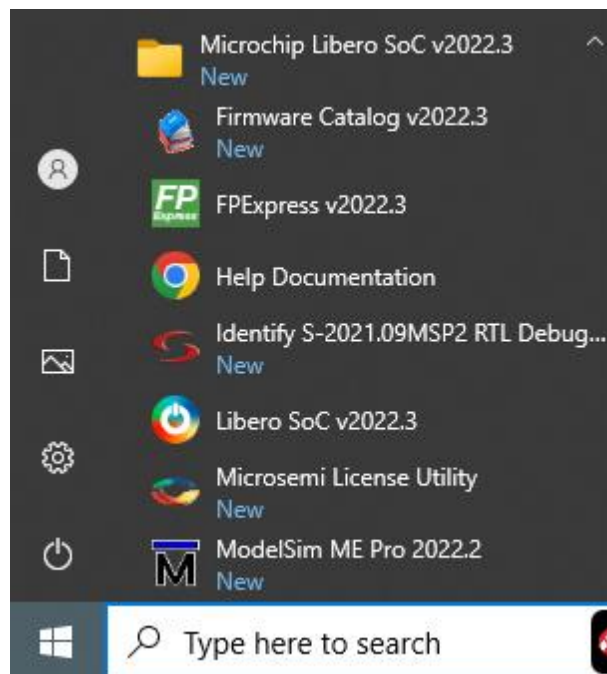 Microchip Libero SoC v2022.3
New
Firmware Catalog v2022.3
New
FP
Express
FPExpress v2022.3
Help Documentation
Identify S-2021.09MSP2 RTL Debug...
New
Libero SoC v2022.3
Microsemi License Utility
New
M
ModelSim ME Pro 2022.2
New
Type here to search